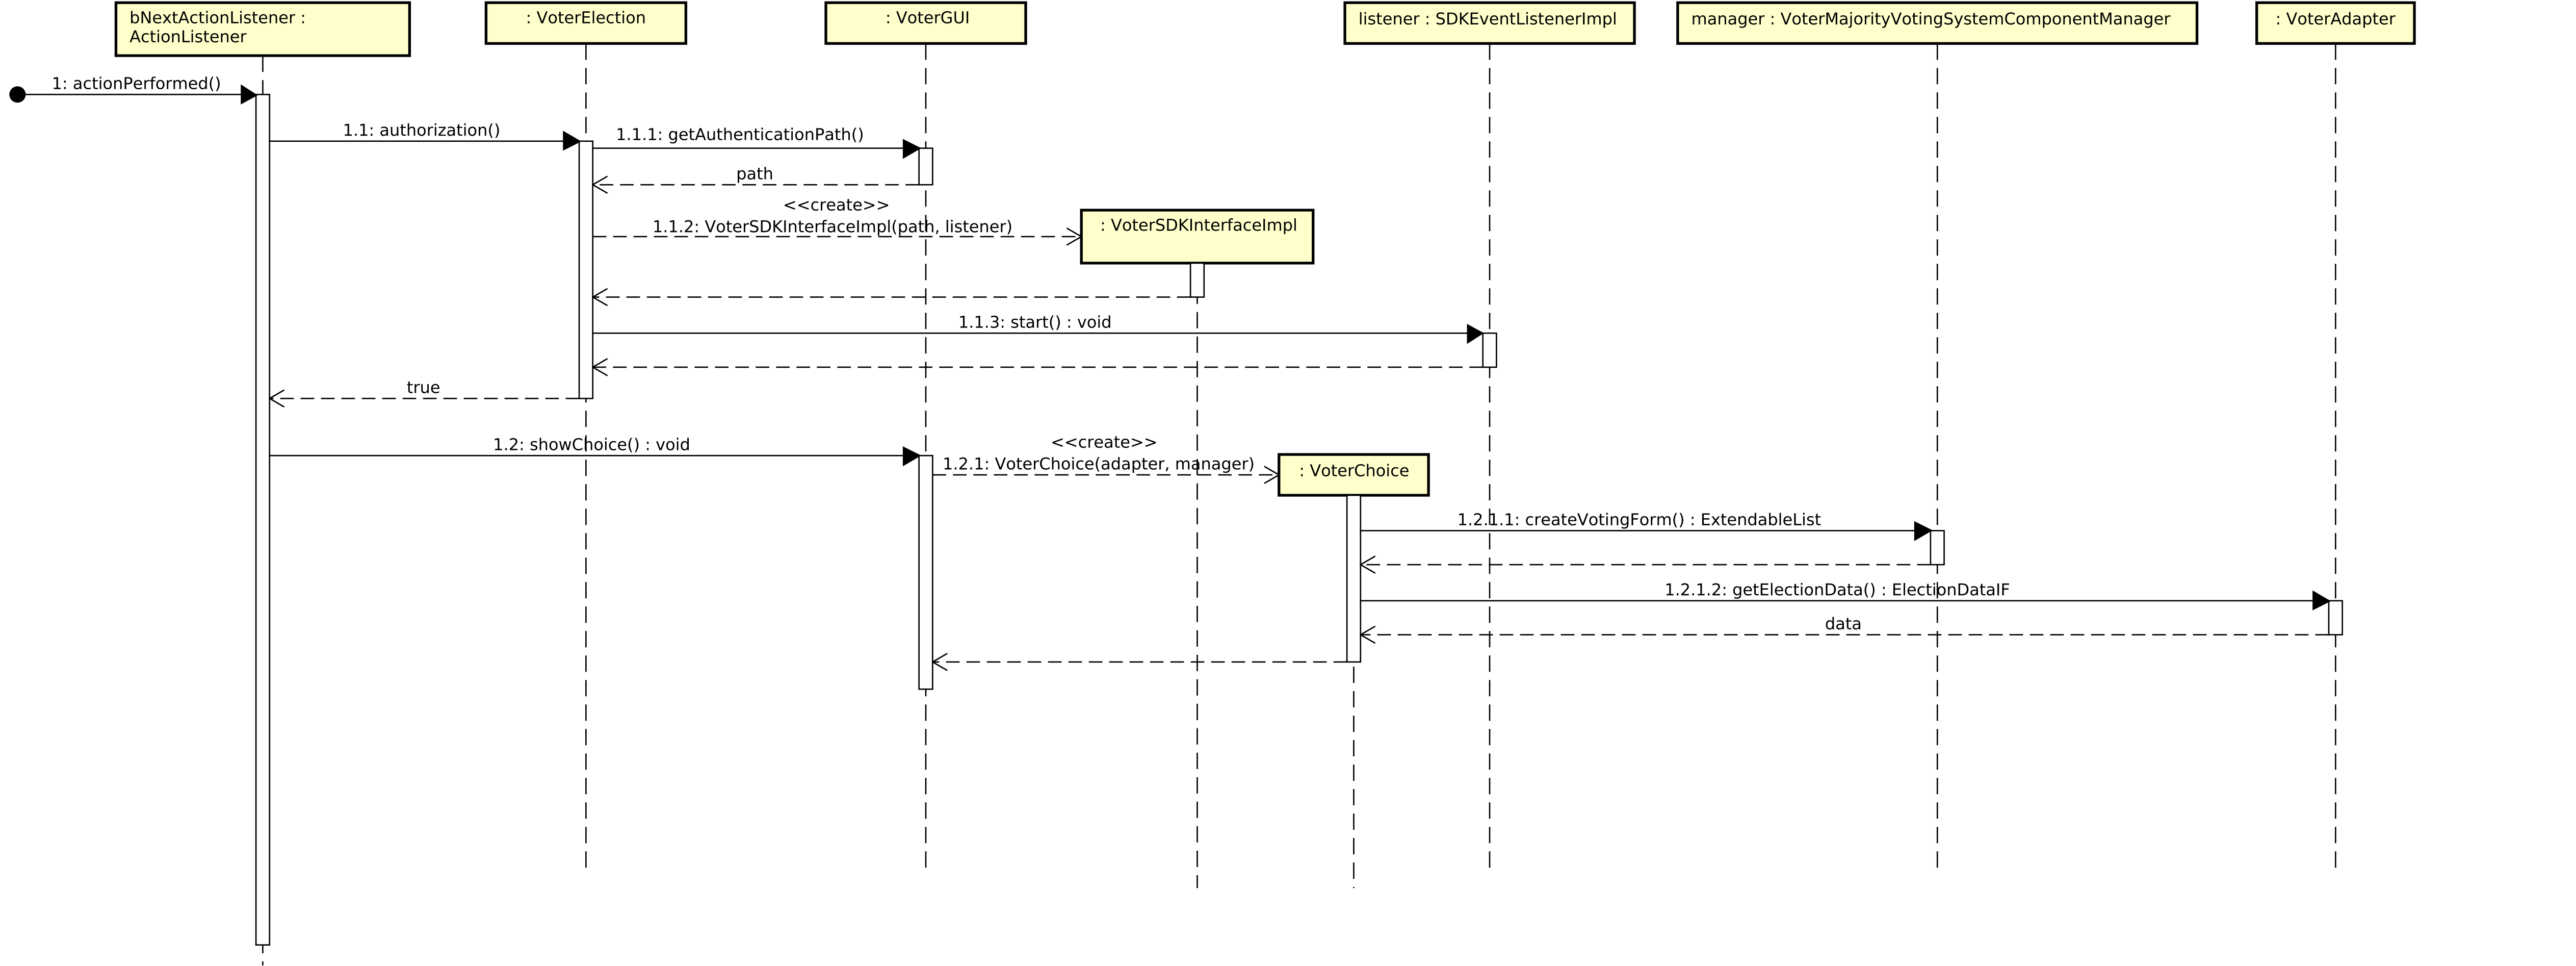 bNextActionListener :
ActionListener
: VoterElection
: VoterGUI
listener : SDKEventListenerImpl
manager : VoterMajorityVotingSystemComponentManager
: VoterAdapter
1: actionPerformed()
1.1: authorization()
1.1.1: getAuthenticationPath()
path
<<create>>
1.1.2: VoterSDKInterfaceImpl(path, listener)
: VoterSDKInterfaceImpl
1.1.3: start() : void
true
1.2: showChoice() : void
<<create>>
1.2.1: VoterChoice(adapter, manager)
: VoterChoice
1.2.1.1: createVotingForm() : ExtendableList
1.2.1.2: getElectionData() : ElectionDataIF
data